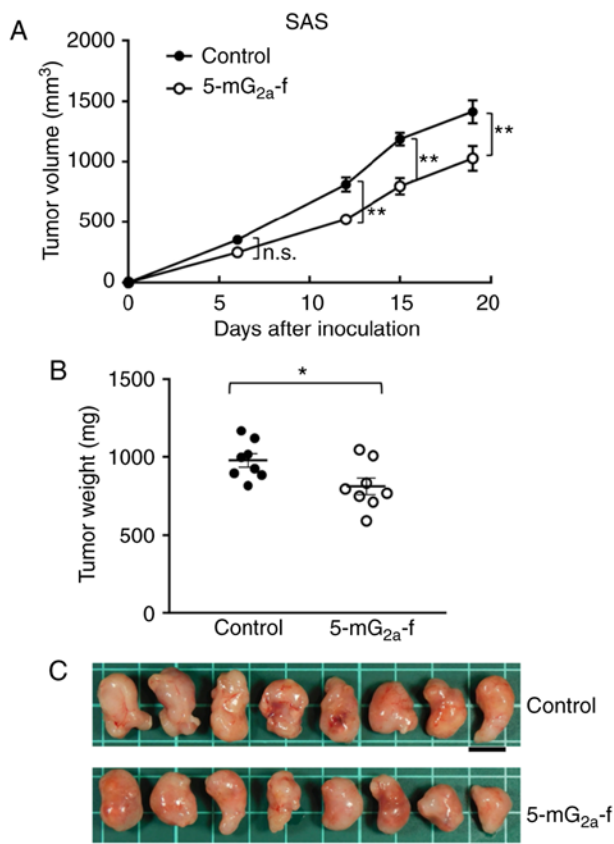 A
SAS
Tumor volume (mm³)
2000
1500
1000
500
0
Control
5-mG₂ₐ-f
n.s.
**
**
**
0
5
10
15
20
Days after inoculation
B
Tumor weight (mg)
1500
1000
500
0
*
Control
5-mG₂ₐ-f
C
Control
5-mG₂ₐ-f